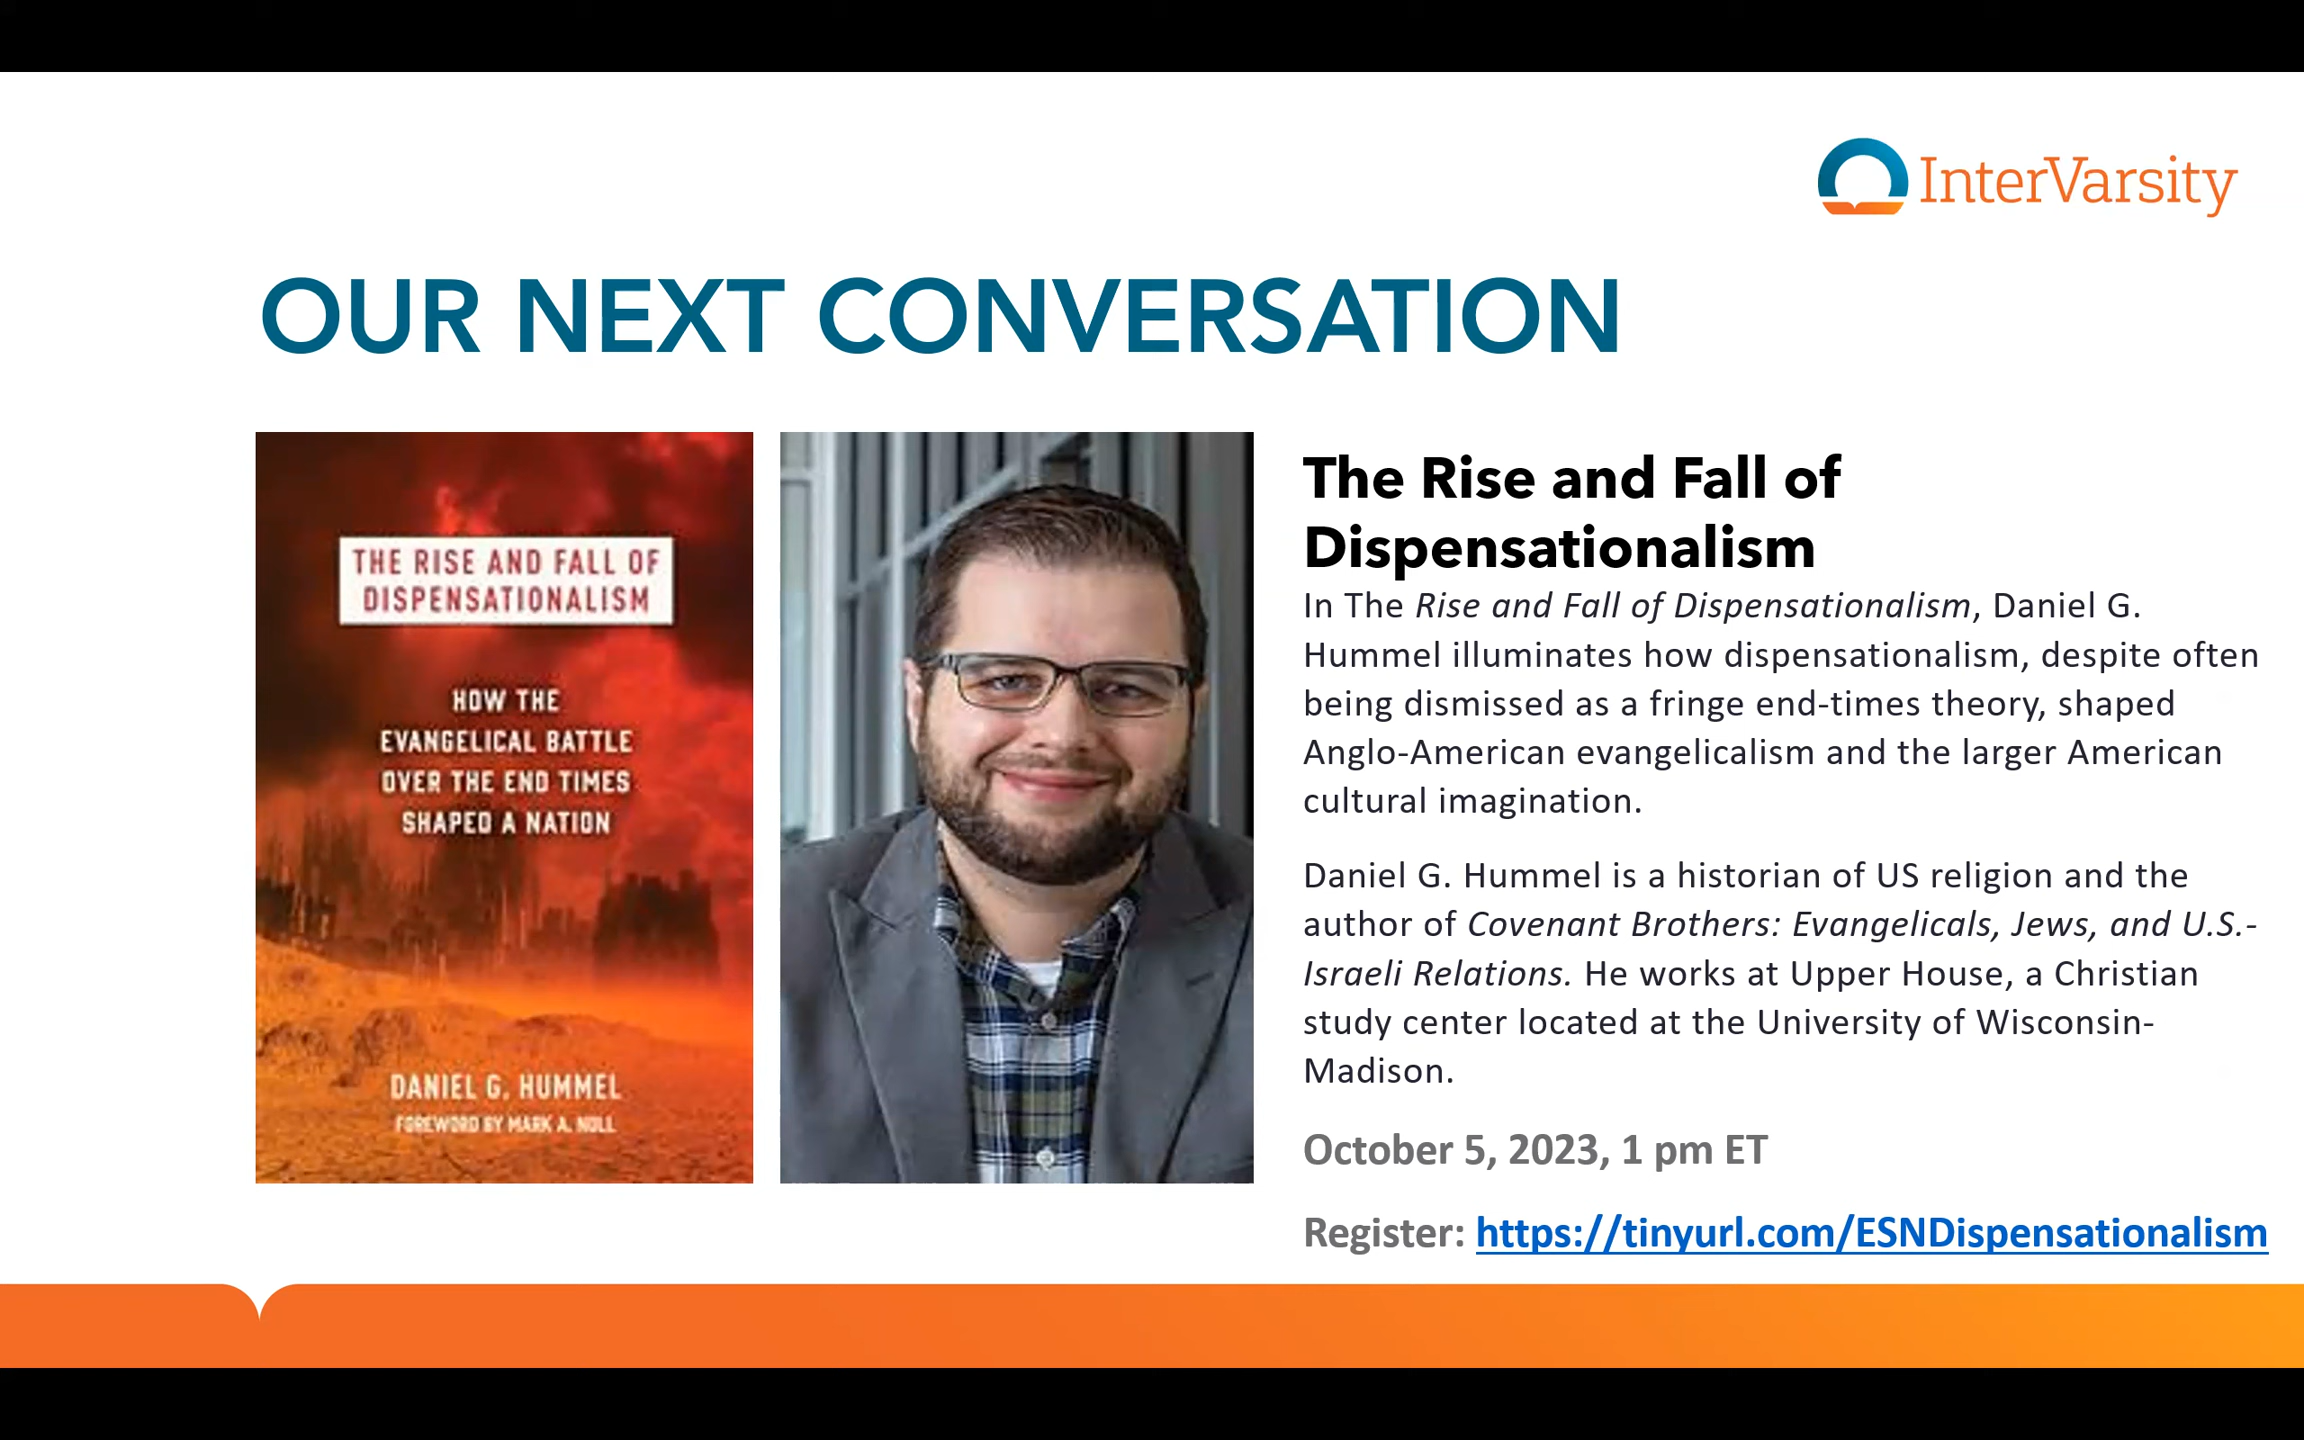 InterVarsity
OUR NEXT CONVERSATION
THE RISE AND FALL OF
DISPENSATIONALISM
HOW THE
EVANGELICAL BATTLE
OVER THE END TIMES
SHAPED A NATION
DANIEL G. HUMMEL
FOREWORD BY MARK A. NOLL
The Rise and Fall of
Dispensationalism
In The Rise and Fall of Dispensationalism, Daniel G.
Hummel illuminates how dispensationalism, despite often
being dismissed as a fringe end-times theory, shaped
Anglo-American evangelicalism and the larger American
cultural imagination.
Daniel G. Hummel is a historian of US religion and the
author of Covenant Brothers: Evangelicals, Jews, and U.S.-
Israeli Relations. He works at Upper House, a Christian
study center located at the University of Wisconsin-
Madison.
October 5, 2023, 1 pm ET
Register: https://tinyurl.com/ESNDispensationalism